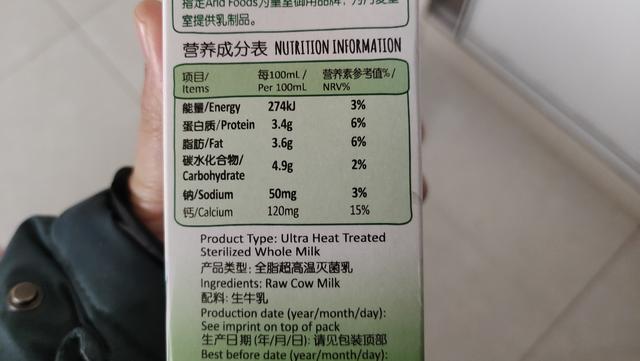 指定Arla Foods为皇室御用品牌，为丹麦皇
室提供乳制品。
营养成分表 NUTRITION INFORMATION
项目/ 每100mL / 营养素参考值%/
Items Per 100mL NRV%
能量/Energy 274kJ 3%
蛋白质/Protein 3.4g 6%
脂肪/Fat 3.6g 6%
碳水化合物/
Carbohydrate 4.9g 2%
钠/Sodium 50mg 3%
钙/Calcium 120mg 15%
Product Type: Ultra Heat Treated
Sterilized Whole Milk
产品类型: 全脂超高温灭菌乳
Ingredients: Raw Cow Milk
配料: 生牛乳
Production date (year/month/day):
See imprint on top of pack
生产日期 (年/月/日): 请见包装顶部
Best before date (year/month/day):